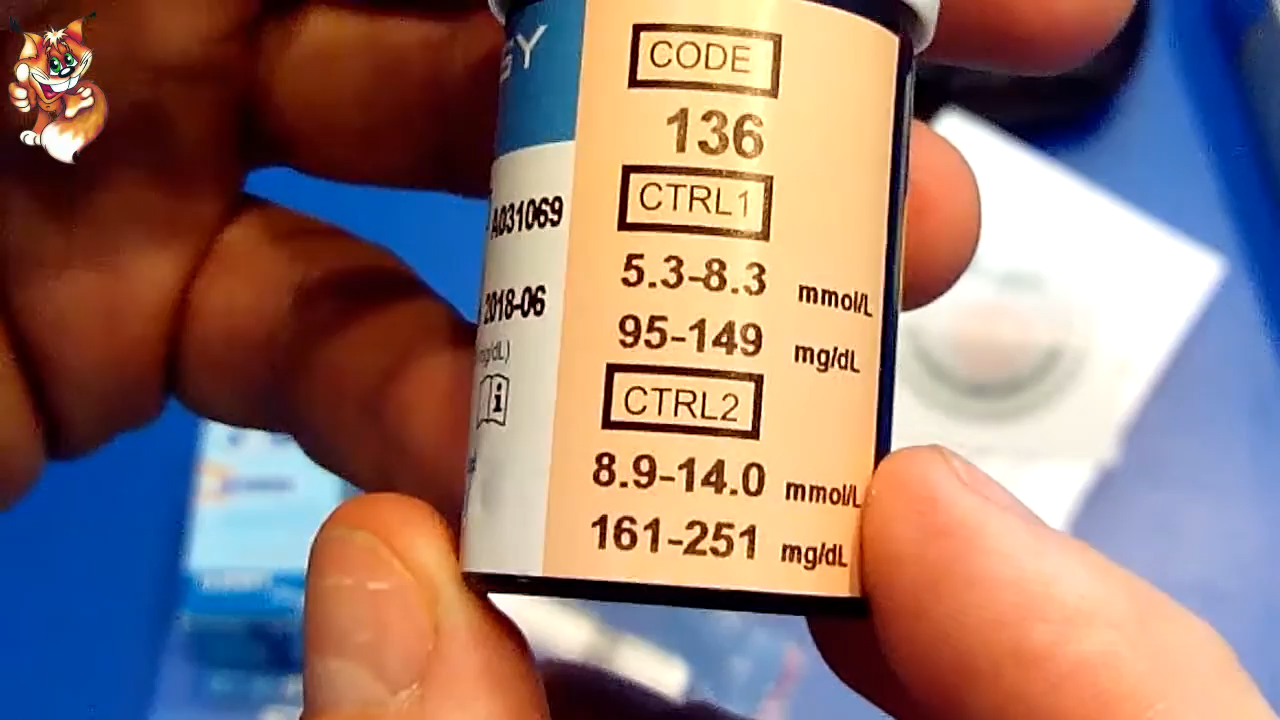 GY
A031069
2018-06
mg/dL)
CODE
136
CTRL1
5.3-8.3 mmol/L
95-149 mg/dL
CTRL2
8.9-14.0 mmol/L
161-251 mg/dL